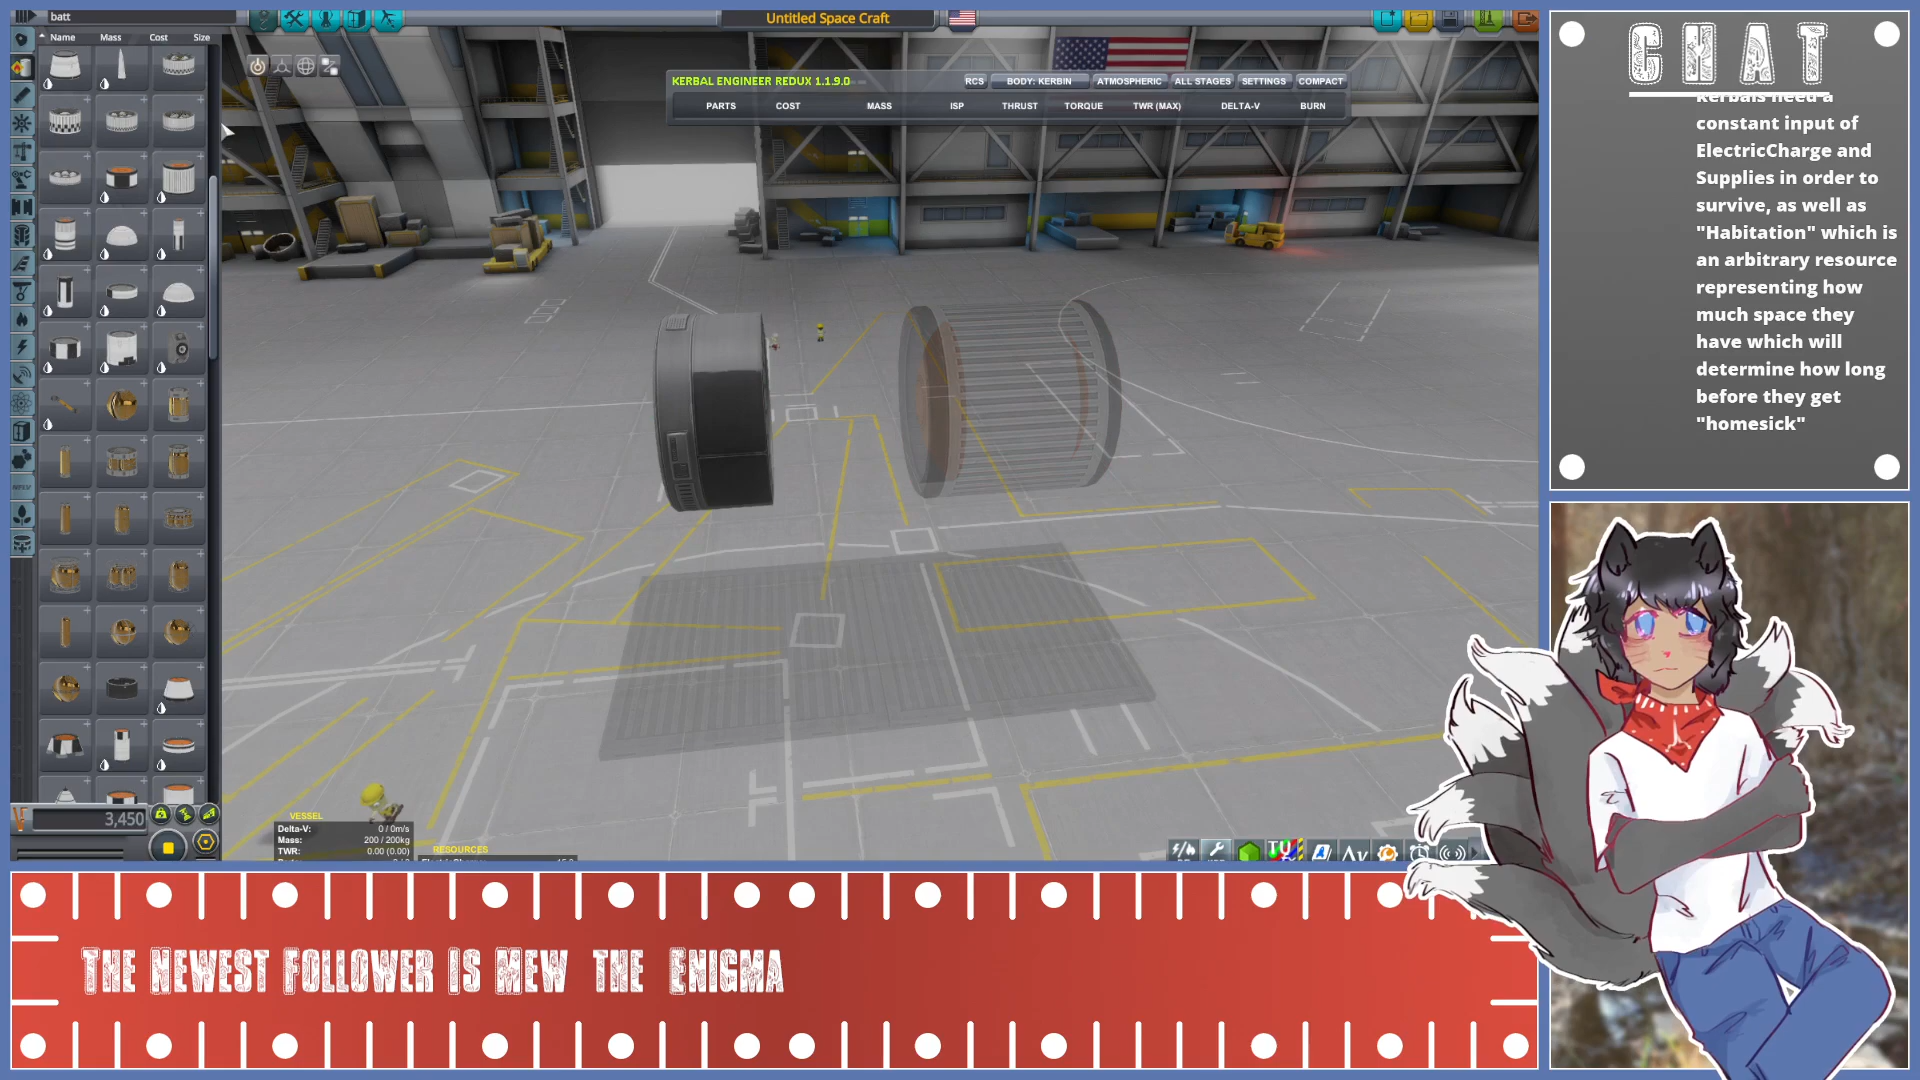 batt
Untitled Space Craft
Name Mass Cost Size
KERBAL ENGINEER REDUX 1.1.9.0
RCS BODY: KERBIN ATMOSPHERIC ALL STAGES SETTINGS COMPACT
PARTS COST MASS ISP THRUST TORQUE TWR (MAX) DELTA-V BURN
3,450
VESSEL
Delta-V: 0 / 0m/s
Mass: 200 / 200kg
TWR: 0.00 (0.00)
RESOURCES
CHAT
Kerbals need a
constant input of
ElectricCharge and
Supplies in order to
survive, as well as
"Habitation" which is
an arbitrary resource
representing how
much space they
have which will
determine how long
before they get
"homesick"
The Newest Follower Is Mew the Enigma